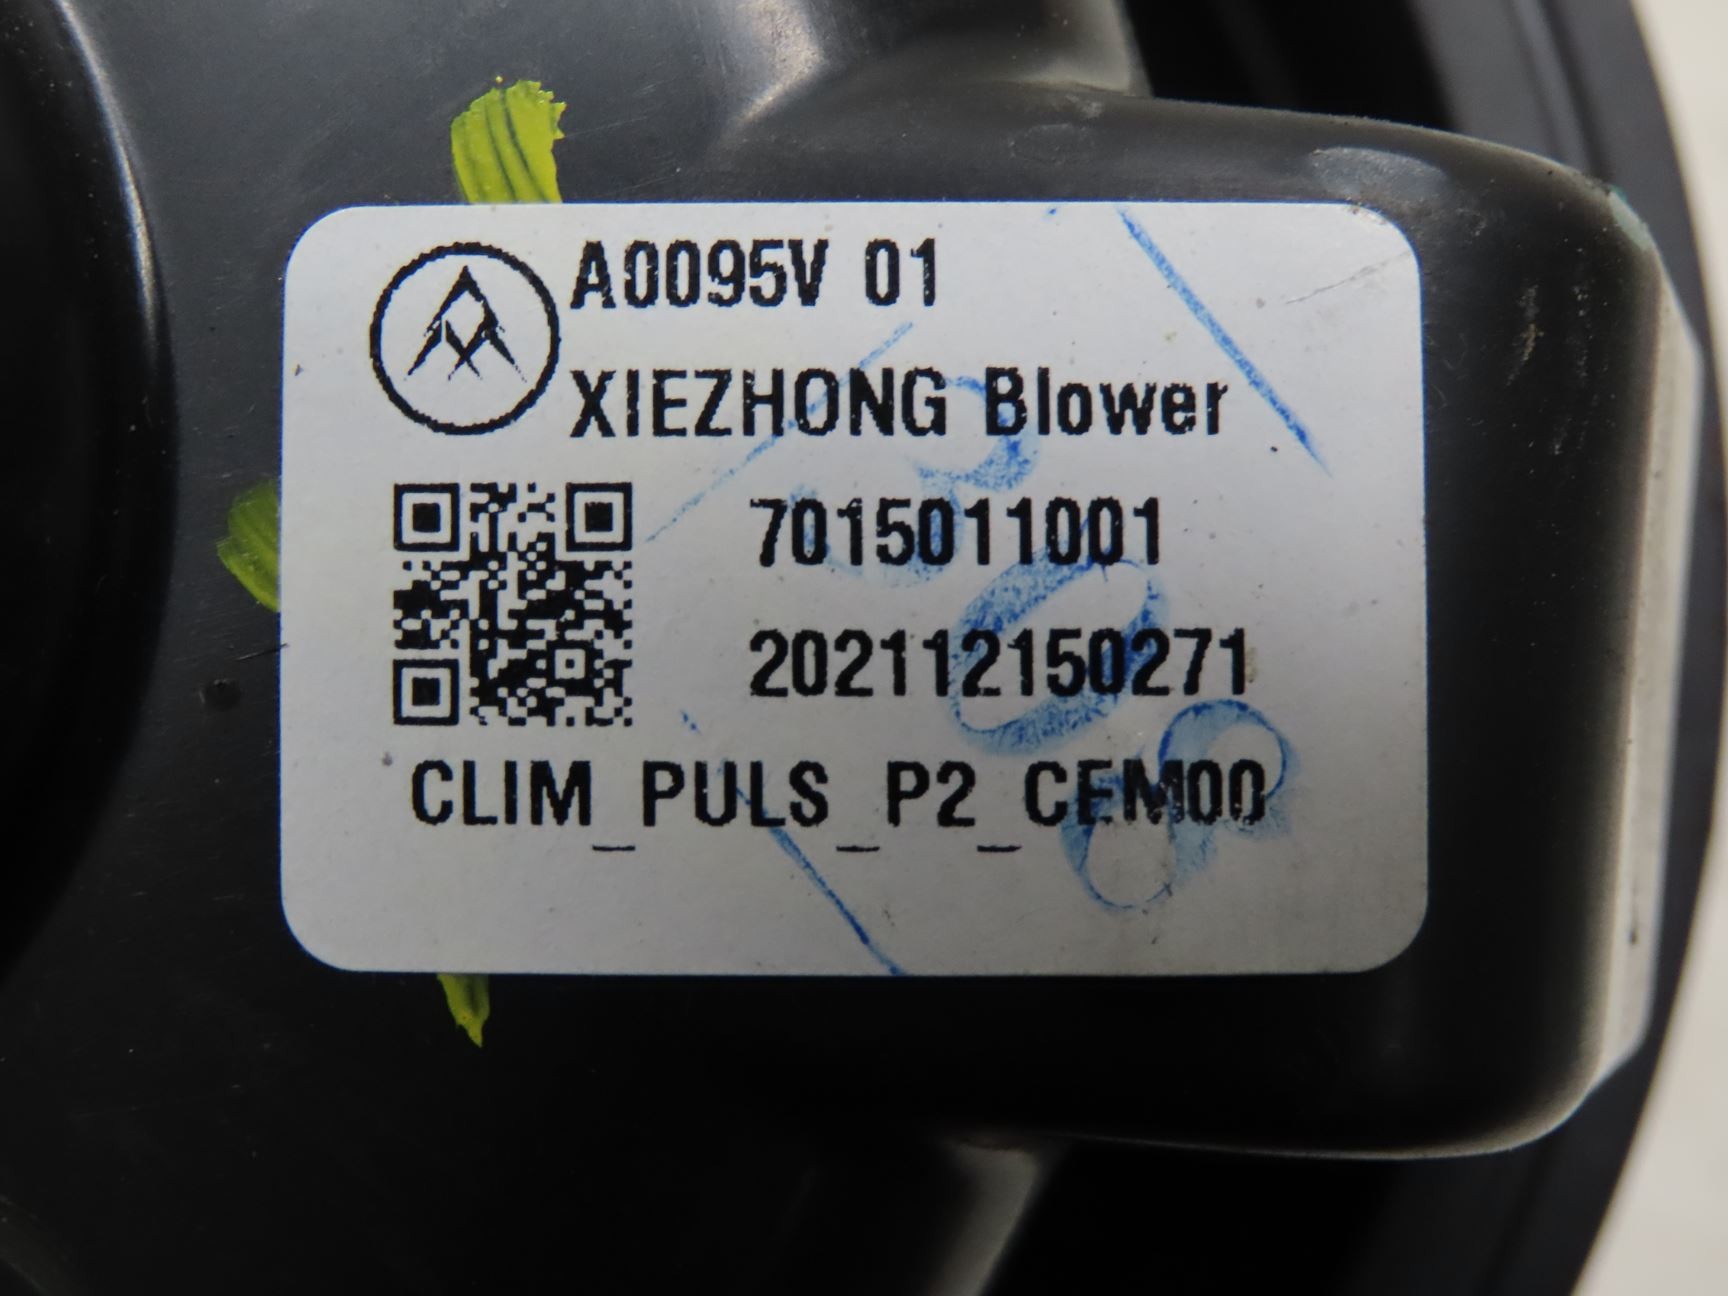 A0095V 01
XIEZHONG Blower
7015011001
202112150271
CLIM_PULS_P2_CEM00